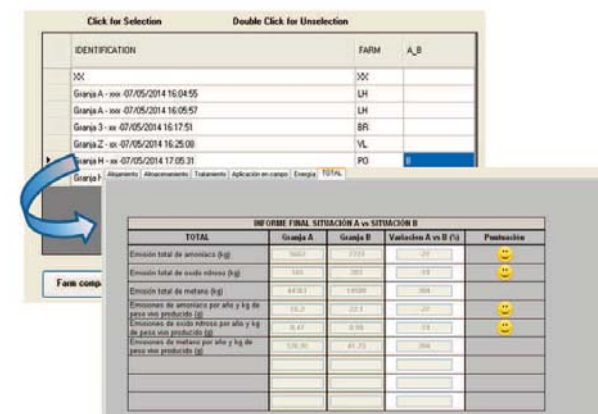 Click for Selection Double Click for Unselection
IDENTIFICATION FARM A_B
XX XX
Granja A - xxx -07/05/2014 16:04:55 LH
Granja A - xxx -07/05/2014 16:05:57 LH
Granja 3 - xx -07/05/2014 16:17:51 BR
Granja Z - xx -07/05/2014 16:25:08 VL
Granja H - xx -07/05/2014 17:05:31 PO B
Granja H
Alojamiento Almacenamiento Tratamiento Aplicación en campo Energía TOTAL
INFORME FINAL SITUACIÓN A vs SITUACIÓN B
TOTAL Granja A Granja B Variacion A vs B (%) Puntuación
Emisión total de amoniaco (kg)
Emisión total de oxido nitroso (kg)
Emisión total de metano (kg)
Emisiones de amoniaco por año y kg de
peso vivo producido (g)
Emisiones de oxido nitroso por año y kg
de peso vivo producido (g)
Emisiones de metano por año y kg de
peso vivo producido (g)
Farm comp